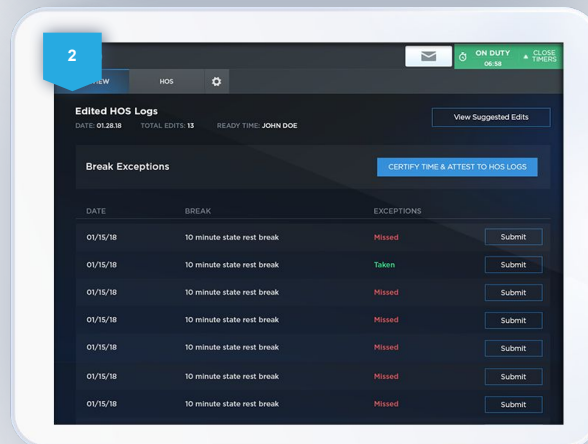 2
ON DUTY
06:58
CLOSE
TIMERS
HOS
Edited HOS Logs
DATE: 01.28.18 TOTAL EDITS: 13 READY TIME: JOHN DOE
View Suggested Edits
Break Exceptions
CERTIFY TIME & ATTEST TO HOS LOGS
DATE BREAK EXCEPTIONS
01/15/18 10 minute state rest break Missed Submit
01/15/18 10 minute state rest break Taken Submit
01/15/18 10 minute state rest break Missed Submit
01/15/18 10 minute state rest break Missed Submit
01/15/18 10 minute state rest break Missed Submit
01/15/18 10 minute state rest break Missed Submit
01/15/18 10 minute state rest break Missed Submit